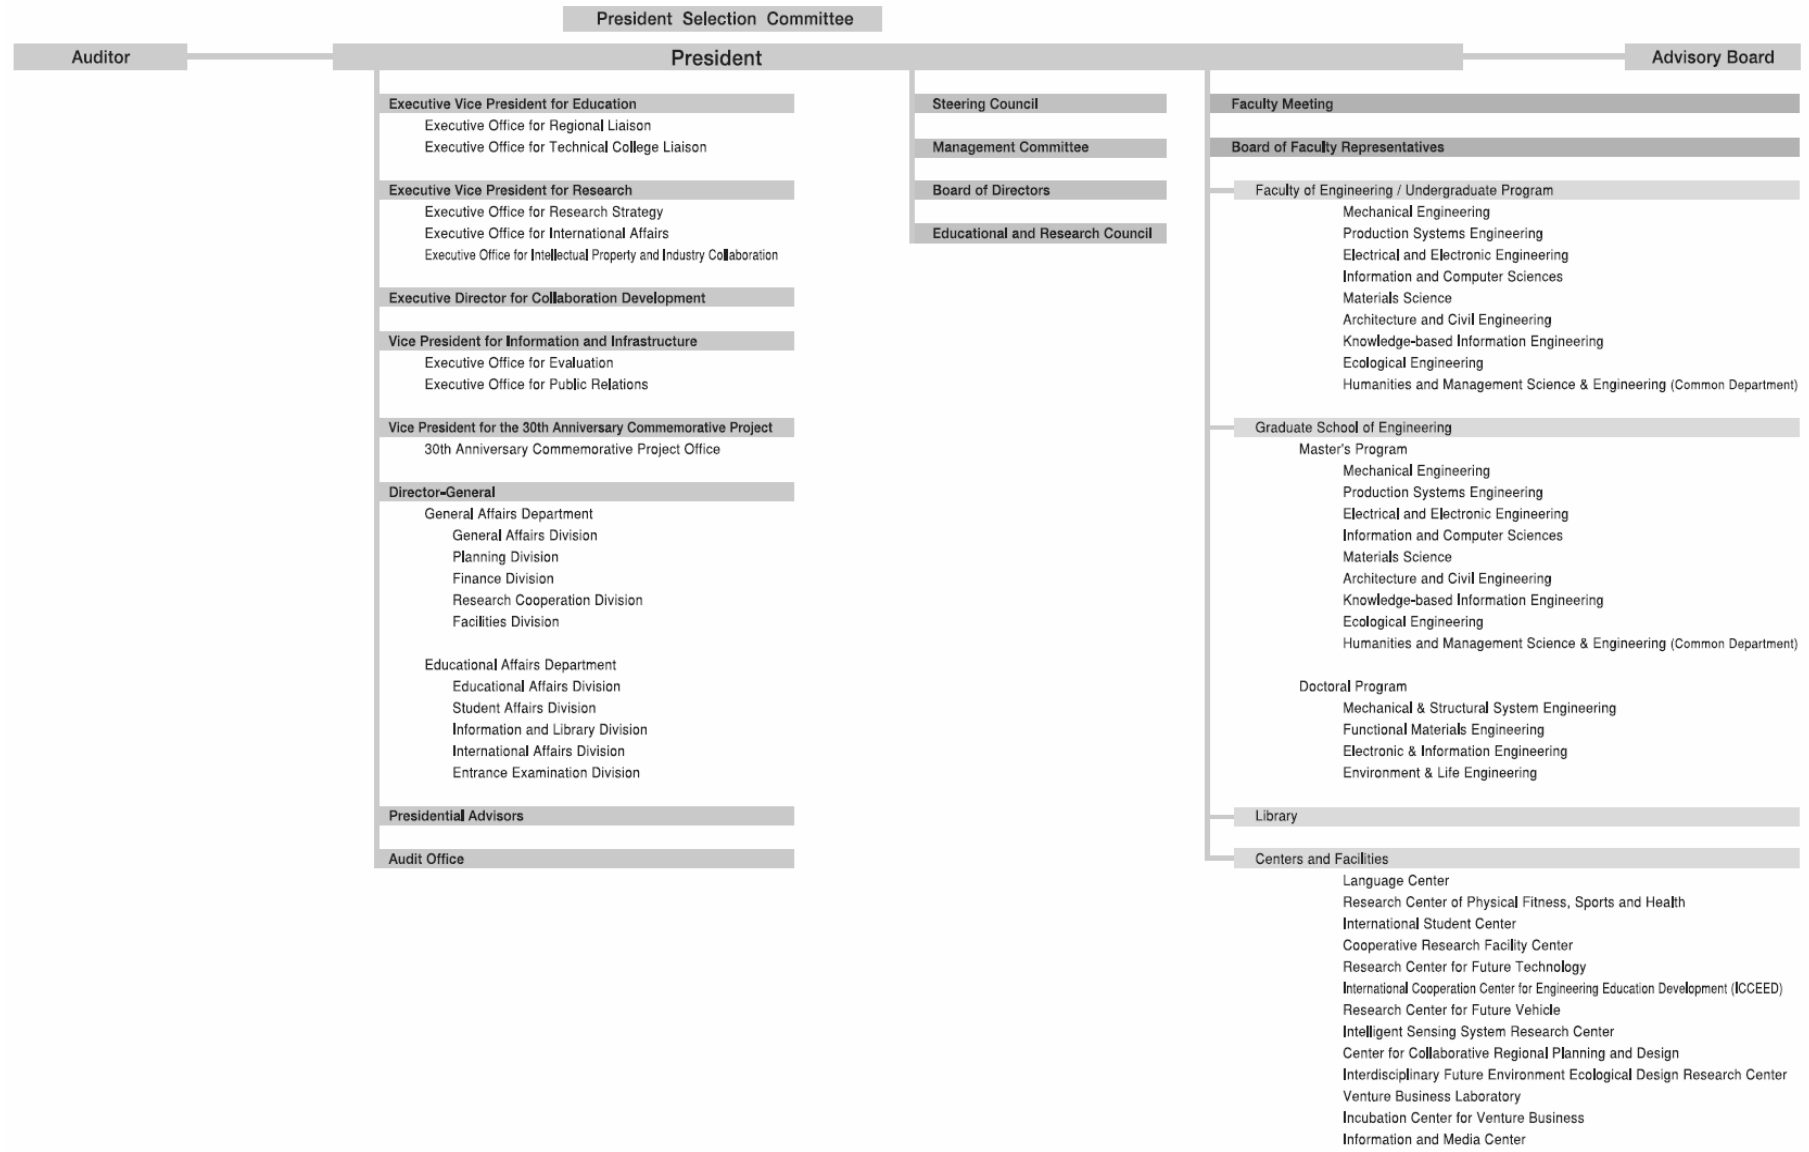 President Selection Committee
Auditor
President
Advisory Board
Executive Vice President for Education
Executive Office for Regional Liaison
Executive Office for Technical College Liaison
Executive Vice President for Research
Executive Office for Research Strategy
Executive Office for International Affairs
Executive Office for Intellectual Property and Industry Collaboration
Executive Director for Collaboration Development
Vice President for Information and Infrastructure
Executive Office for Evaluation
Executive Office for Public Relations
Vice President for the 30th Anniversary Commemorative Project
30th Anniversary Commemorative Project Office
Director-General
General Affairs Department
General Affairs Division
Planning Division
Finance Division
Research Cooperation Division
Facilities Division
Educational Affairs Department
Educational Affairs Division
Student Affairs Division
Information and Library Division
International Affairs Division
Entrance Examination Division
Presidential Advisors
Audit Office
Steering Council
Management Committee
Board of Directors
Educational and Research Council
Faculty Meeting
Board of Faculty Representatives
Faculty of Engineering / Undergraduate Program
Mechanical Engineering
Production Systems Engineering
Electrical and Electronic Engineering
Information and Computer Sciences
Materials Science
Architecture and Civil Engineering
Knowledge-based Information Engineering
Ecological Engineering
Humanities and Management Science & Engineering (Common Department)
Graduate School of Engineering
Master's Program
Mechanical Engineering
Production Systems Engineering
Electrical and Electronic Engineering
Information and Computer Sciences
Materials Science
Architecture and Civil Engineering
Knowledge-based Information Engineering
Ecological Engineering
Humanities and Management Science & Engineering (Common Department)
Doctoral Program
Mechanical & Structural System Engineering
Functional Materials Engineering
Electronic & Information Engineering
Environment & Life Engineering
Library
Centers and Facilities
Language Center
Research Center of Physical Fitness, Sports and Health
International Student Center
Cooperative Research Facility Center
Research Center for Future Technology
International Cooperation Center for Engineering Education Development (ICCEED)
Research Center for Future Vehicle
Intelligent Sensing System Research Center
Center for Collaborative Regional Planning and Design
Interdisciplinary Future Environment Ecological Design Research Center
Venture Business Laboratory
Incubation Center for Venture Business
Information and Media Center